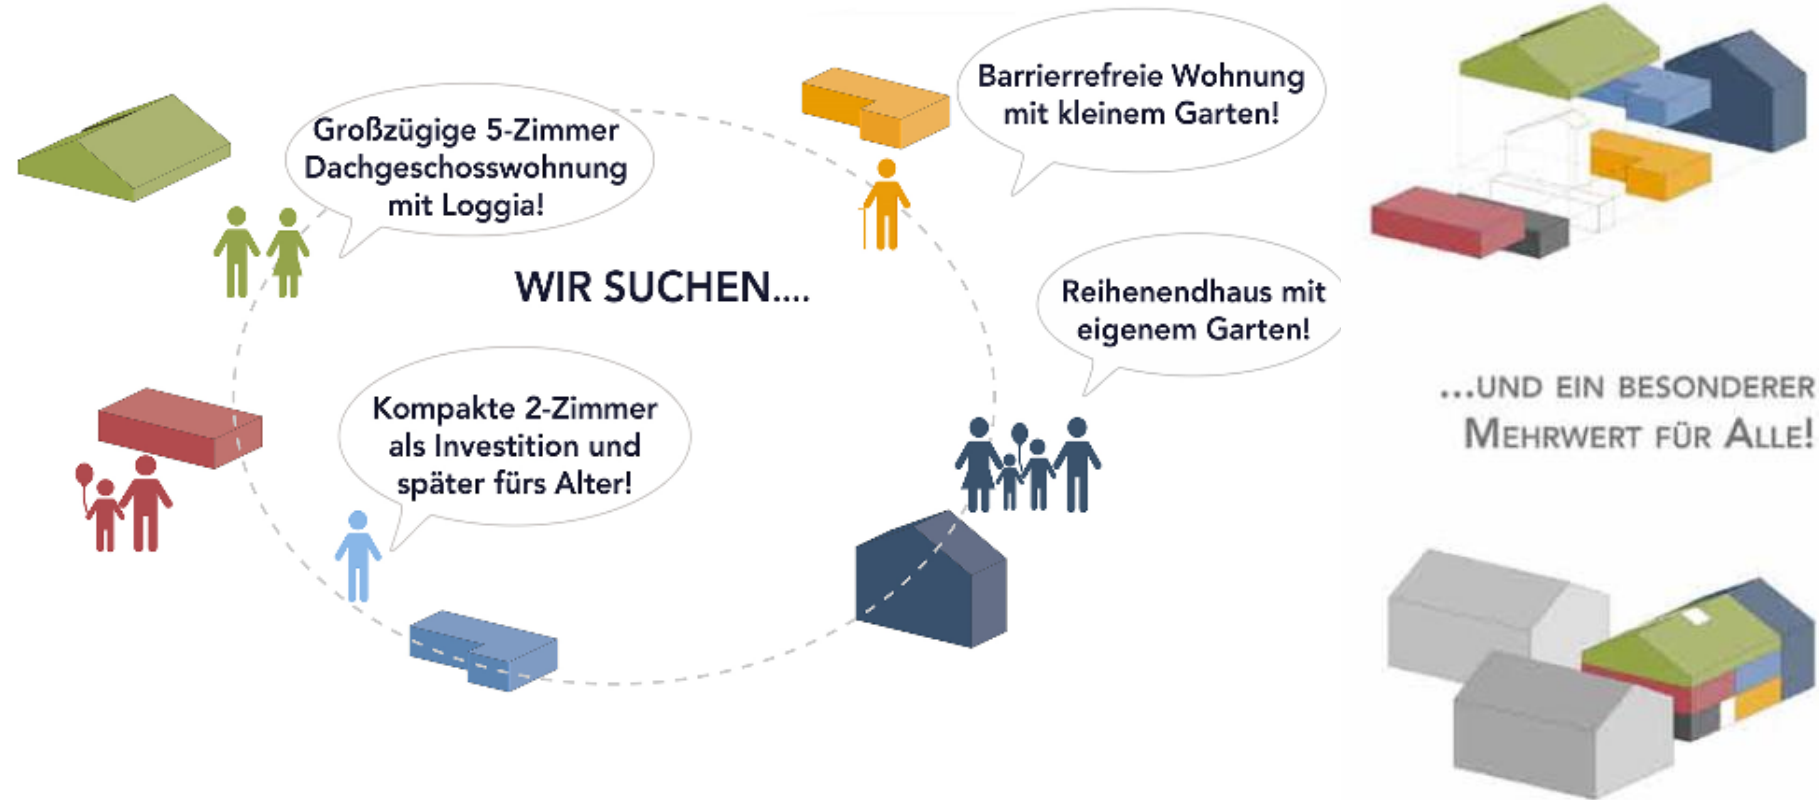 Großzügige 5-Zimmer
Dachgeschosswohnung
mit Loggia!
Barrierrefreie Wohnung
mit kleinem Garten!
WIR SUCHEN....
Reihenendhaus mit
eigenem Garten!
Kompakte 2-Zimmer
als Investition und
später fürs Alter!
...UND EIN BESONDERER
MEHRWERT FÜR ALLE!